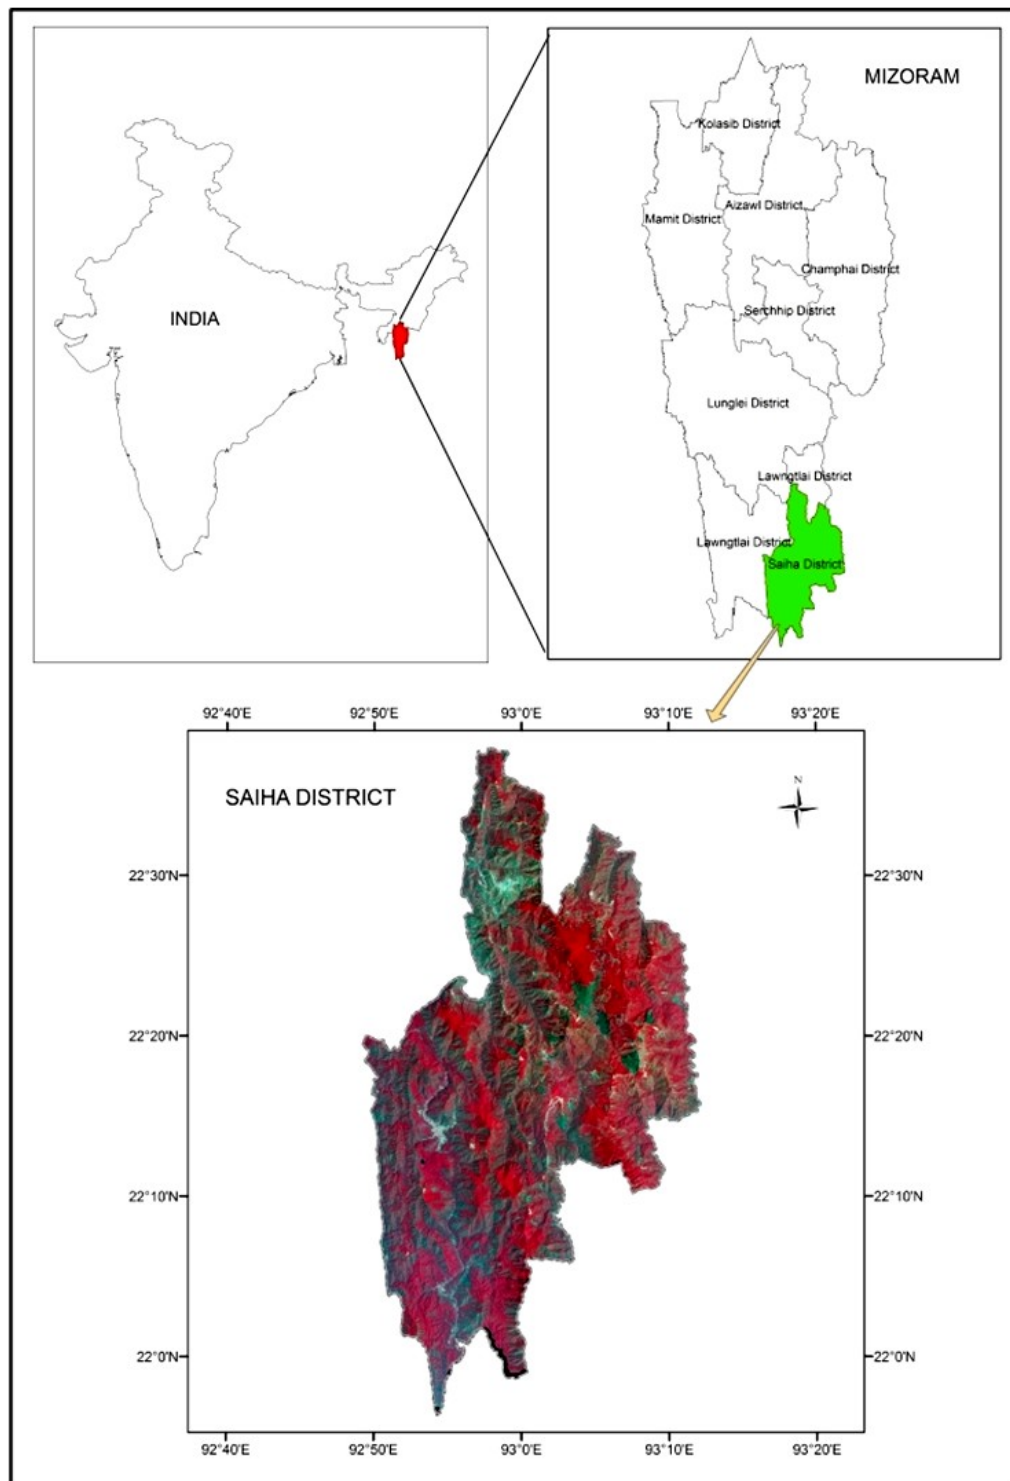 MIZORAM
Kolasib District
Aizawl District
Mamit District
Champhai District
INDIA
Serchhip District
Lunglei District
Lawngtlai District
Lawngtlai District
Saiha District
92°40'E 92°50'E 93°0'E 93°10'E 93°20'E
SAIHA DISTRICT
N
22°30'N 22°30'N
22°20'N 22°20'N
22°10'N 22°10'N
22°0'N 22°0'N
92°40'E 92°50'E 93°0'E 93°10'E 93°20'E